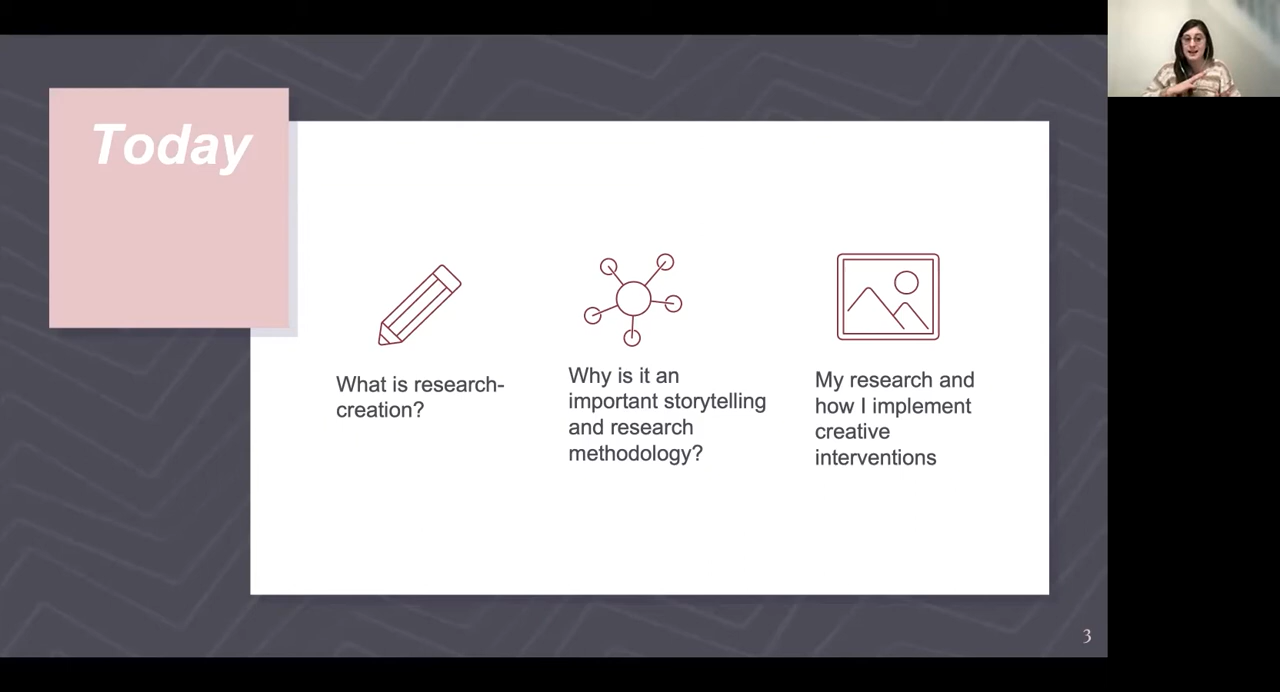 Today
What is research-
creation?
Why is it an
important storytelling
and research
methodology?
My research and
how I implement
creative
interventions
3